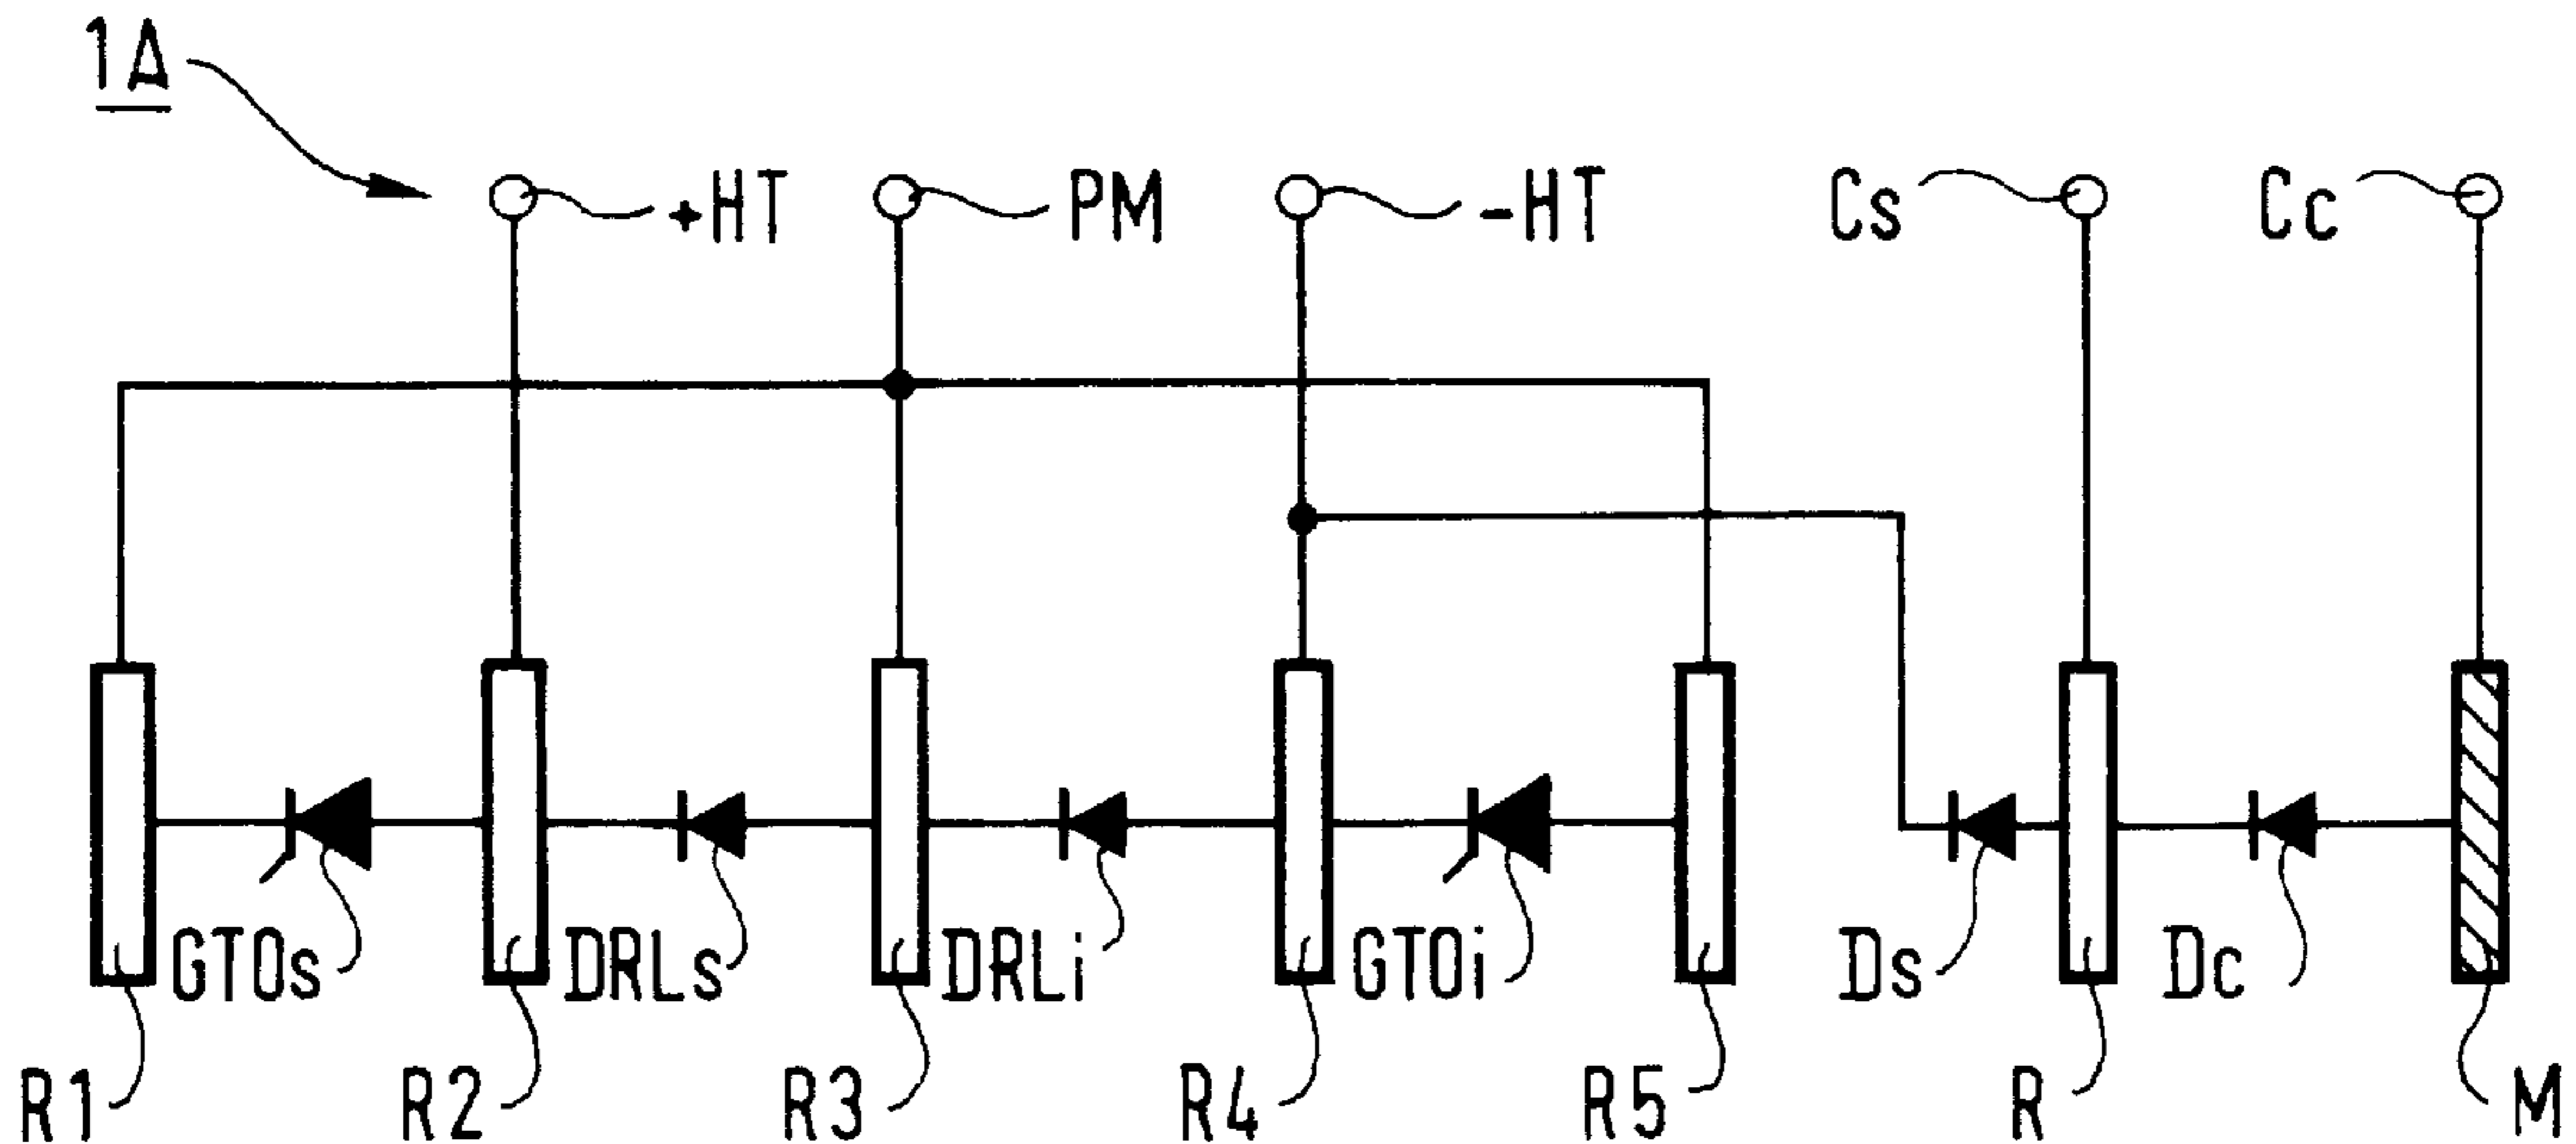 1A
+HT
PM
-HT
Cs
Cc
GTOs
DRLs
DRLi
GTOi
Ds
Dc
R1
R2
R3
R4
R5
R
M